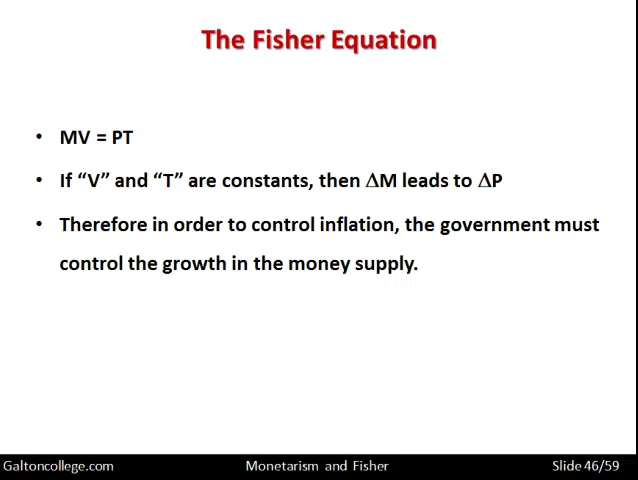 The Fisher Equation
• MV = PT
• If “V” and “T” are constants, then ΔM leads to ΔP
• Therefore in order to control inflation, the government must
control the growth in the money supply.
Galtoncollege.com Monetarism and Fisher Slide 46/59